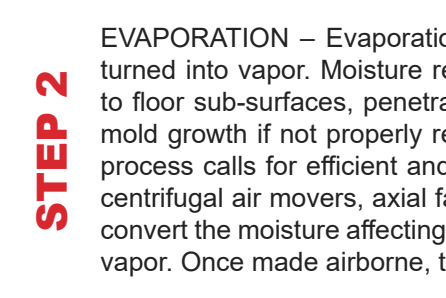 STEP 2
EVAPORATION – Evaporatio
turned into vapor. Moisture re
to floor sub-surfaces, penetra
mold growth if not properly re
process calls for efficient and
centrifugal air movers, axial fa
convert the moisture affecting
vapor. Once made airborne, t